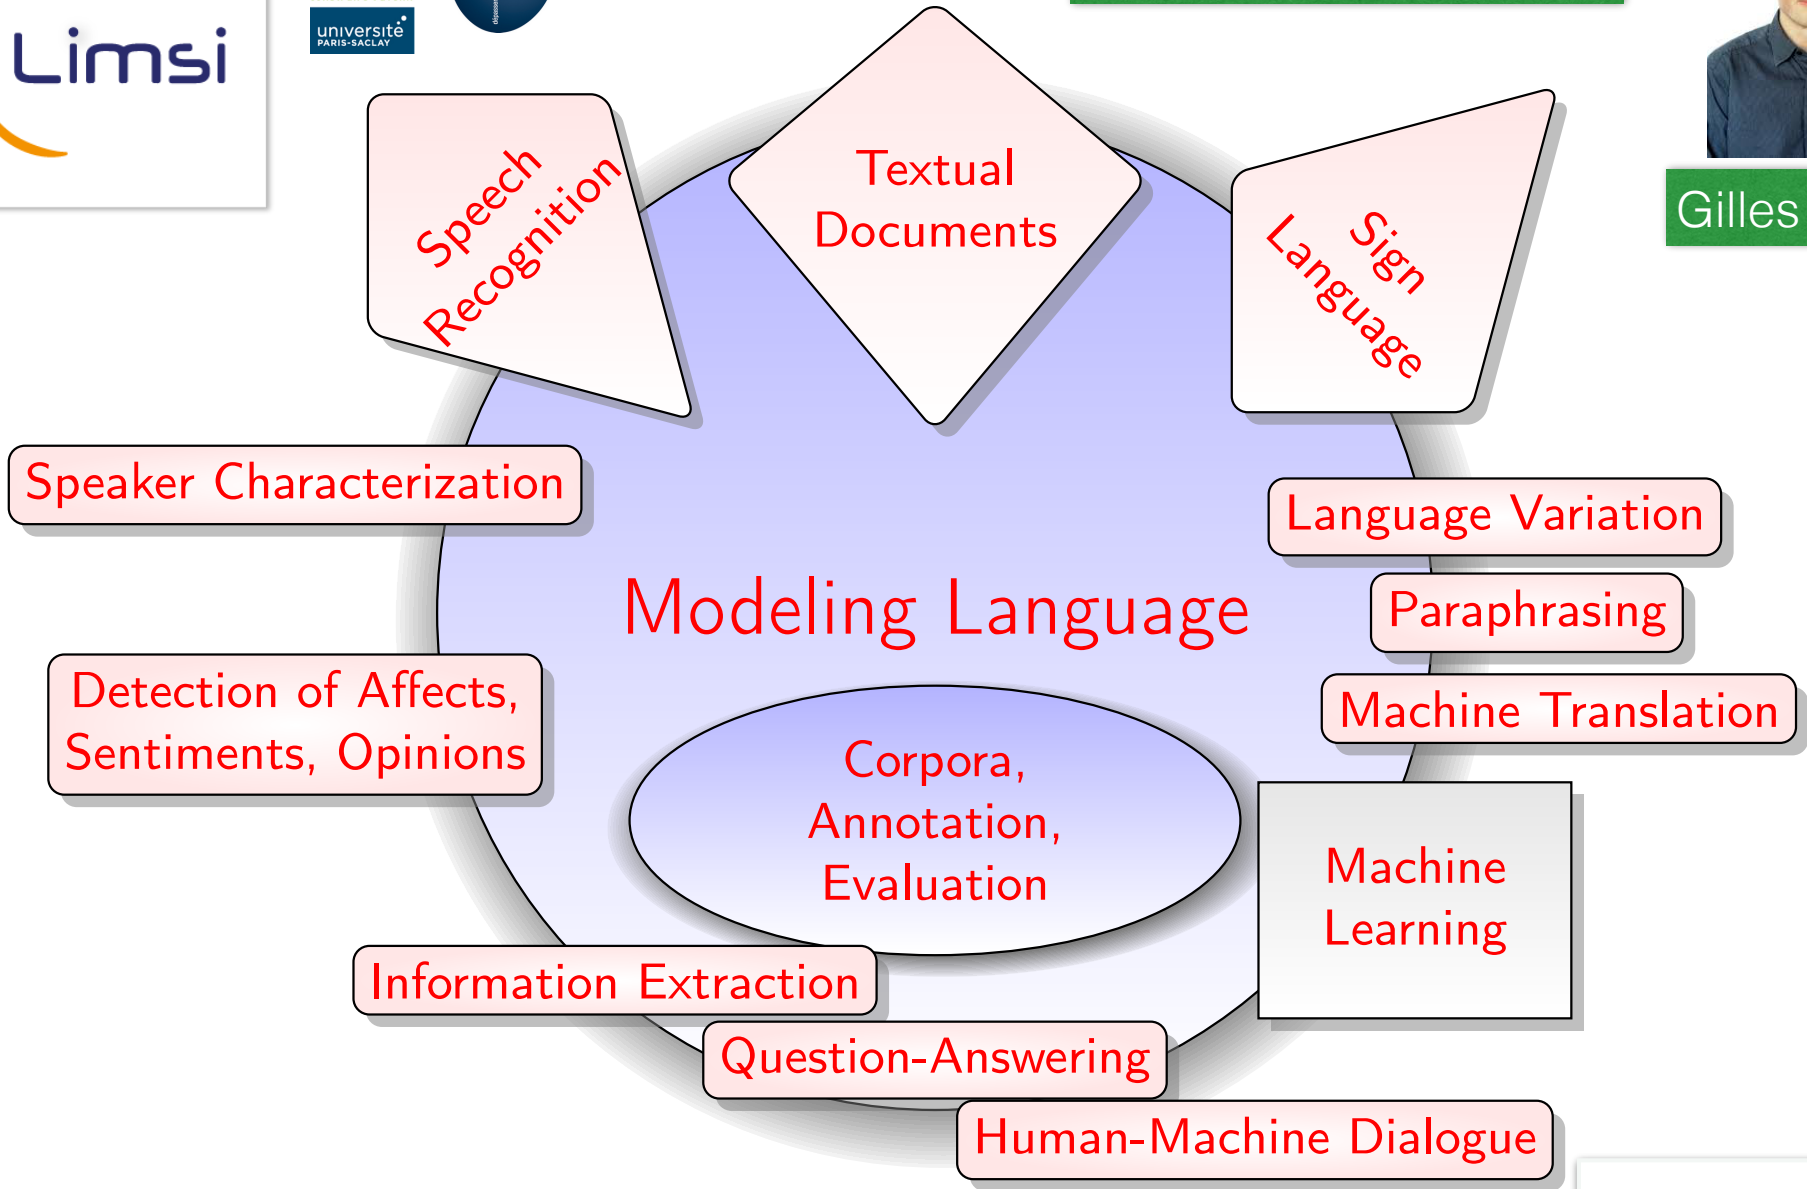 Limsi
université
PARIS-SACLAY
Gilles
Speech
Recognition
Textual
Documents
Sign
Language
Speaker Characterization
Language Variation
Paraphrasing
Machine Translation
Modeling Language
Detection of Affects,
Sentiments, Opinions
Corpora,
Annotation,
Evaluation
Machine
Learning
Information Extraction
Question-Answering
Human-Machine Dialogue